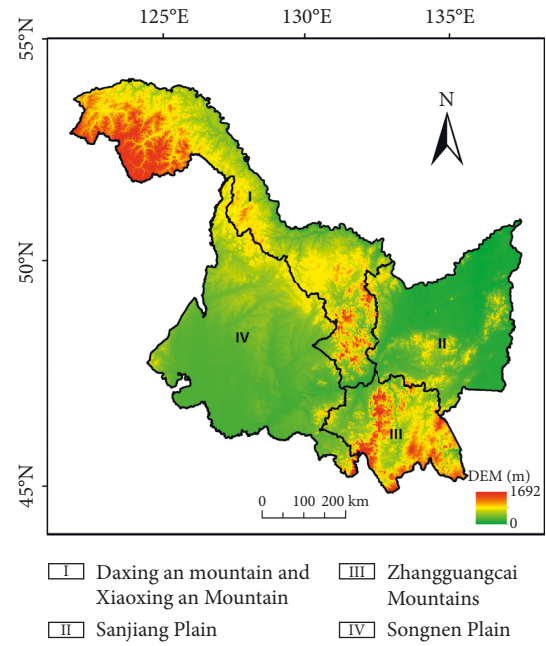 125°E 130°E 135°E
55°N
N
I
50°N
IV
II
III
45°N
DEM (m)
1692
0
0 100 200 km
I Daxing an mountain and
Xiaoxing an Mountain
III Zhangguangcai
Mountains
II Sanjiang Plain
IV Songnen Plain